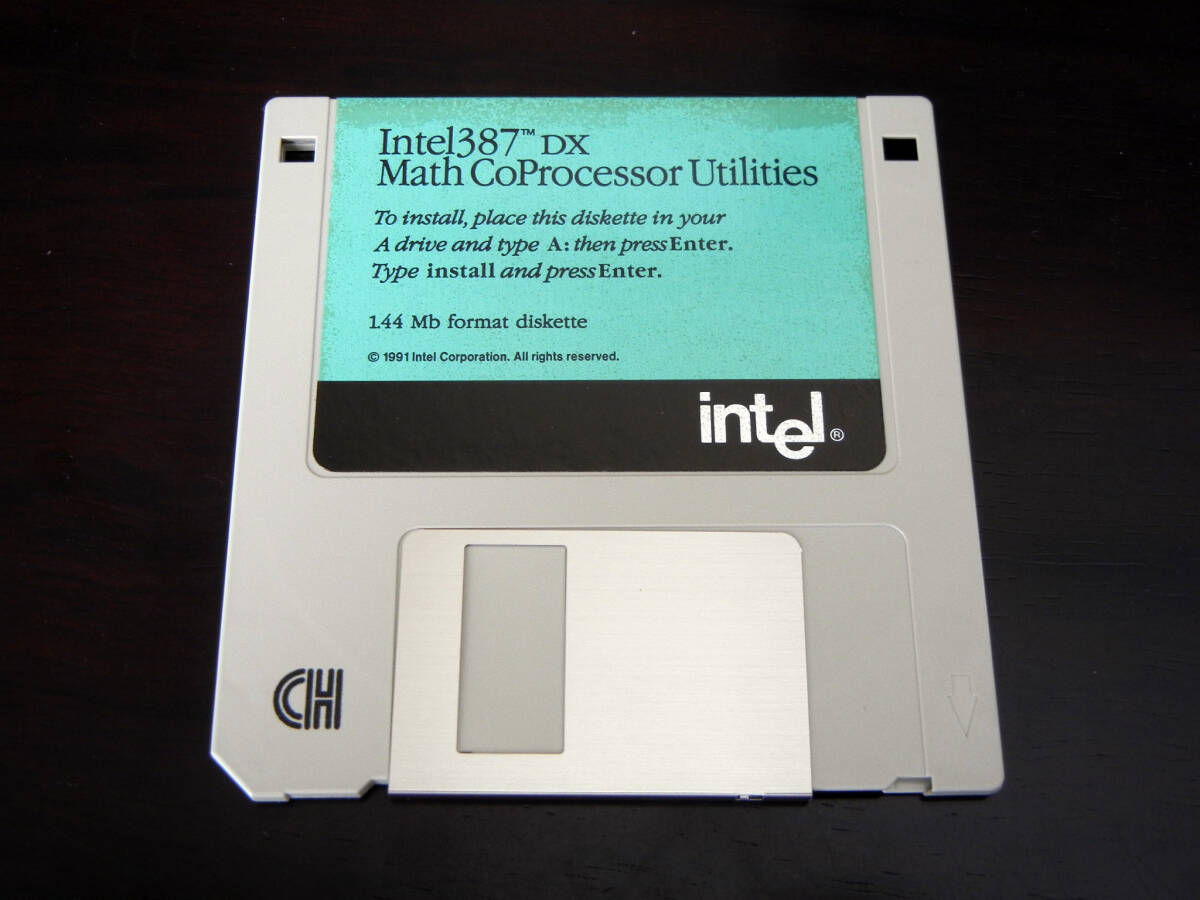 Intel387™ DX
Math CoProcessor Utilities
To install, place this diskette in your
A drive and type A: then press Enter.
Type install and press Enter.
1.44 Mb format diskette
© 1991 Intel Corporation. All rights reserved.
intel®
CH